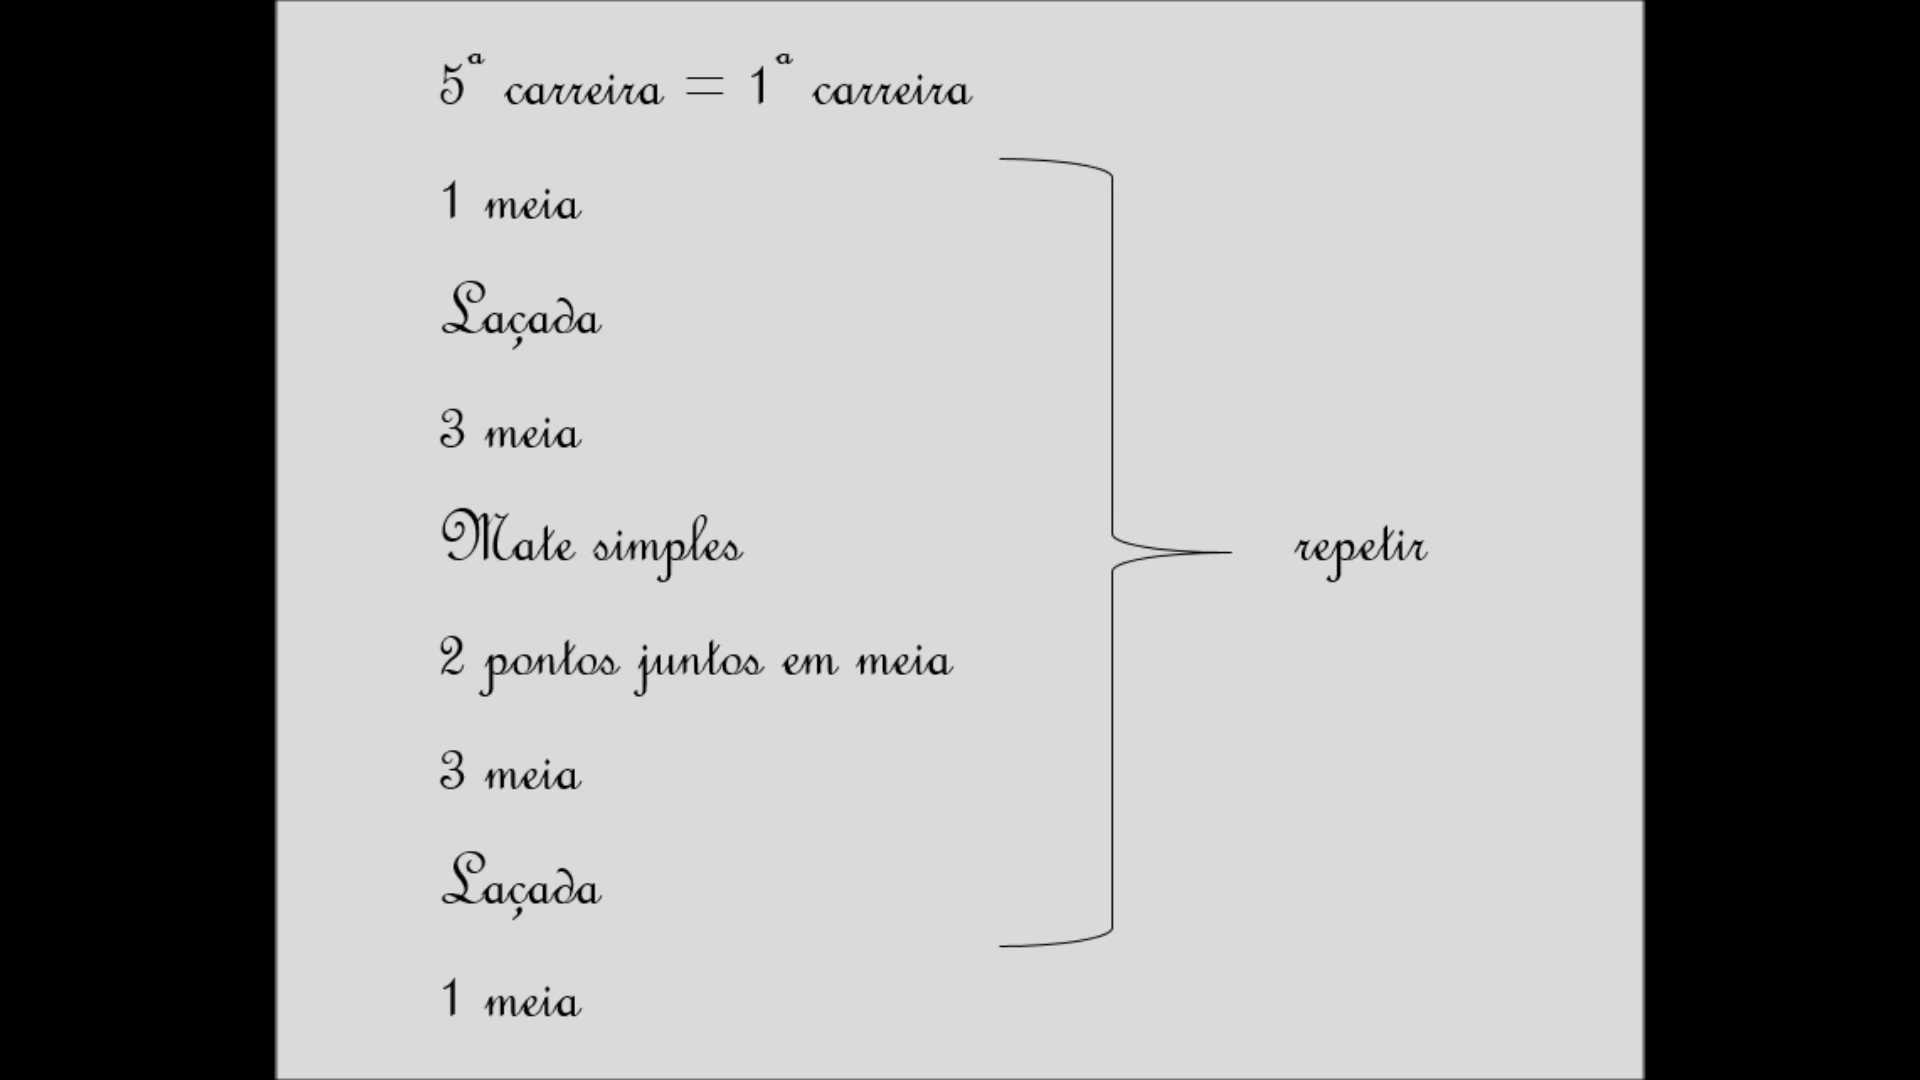 5ª carreira = 1ª carreira
1 meia
Laçada
3 meia
Mate simples
repetir
2 pontos juntos em meia
3 meia
Laçada
1 meia